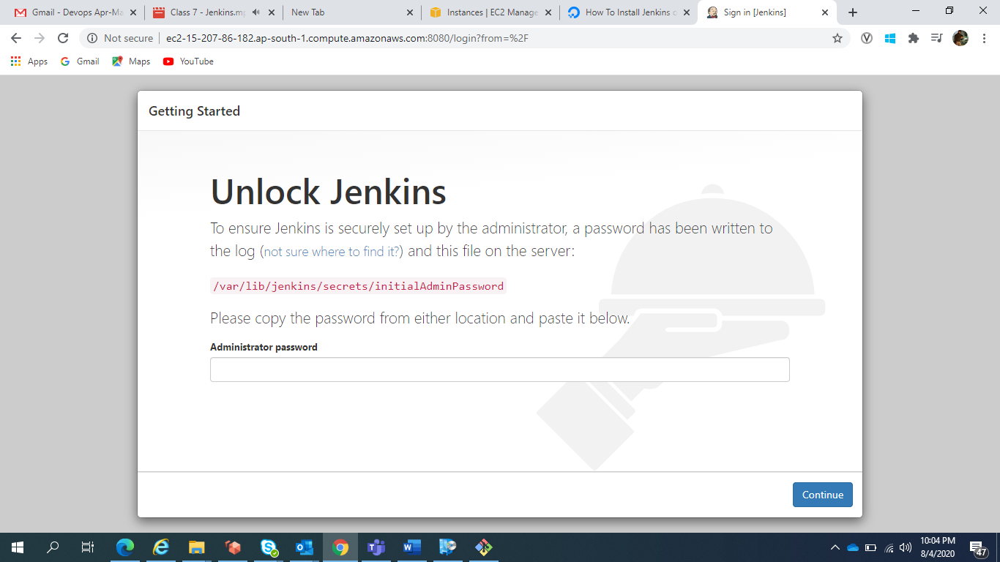 Gmail - Devops Apr-Ma
Class 7 - Jenkins.mp
New Tab
Instances | EC2 Manage
How To Install Jenkins o
Sign in [Jenkins]
Not secure
ec2-15-207-86-182.ap-south-1.compute.amazonaws.com:8080/login?from=%2F
Apps
Gmail
Maps
YouTube
Getting Started
Unlock Jenkins
To ensure Jenkins is securely set up by the administrator, a password has been written to
the log (not sure where to find it?) and this file on the server:
/var/lib/jenkins/secrets/initialAdminPassword
Please copy the password from either location and paste it below.
Administrator password
Continue
10:04 PM
8/4/2020
47